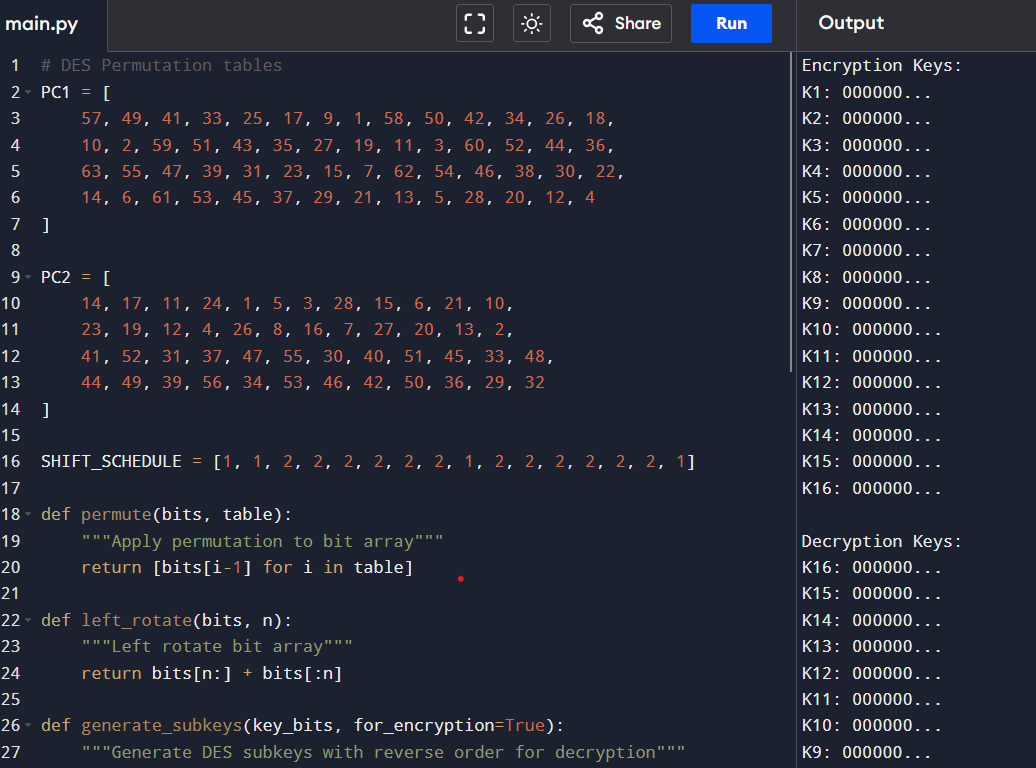 main.py
Share
Run
Output
1 # DES Permutation tables
2 PC1 = [
3     57, 49, 41, 33, 25, 17, 9, 1, 58, 50, 42, 34, 26, 18,
4     10, 2, 59, 51, 43, 35, 27, 19, 11, 3, 60, 52, 44, 36,
5     63, 55, 47, 39, 31, 23, 15, 7, 62, 54, 46, 38, 30, 22,
6     14, 6, 61, 53, 45, 37, 29, 21, 13, 5, 28, 20, 12, 4
7 ]
8
9 PC2 = [
10     14, 17, 11, 24, 1, 5, 3, 28, 15, 6, 21, 10,
11     23, 19, 12, 4, 26, 8, 16, 7, 27, 20, 13, 2,
12     41, 52, 31, 37, 47, 55, 30, 40, 51, 45, 33, 48,
13     44, 49, 39, 56, 34, 53, 46, 42, 50, 36, 29, 32
14 ]
15
16 SHIFT_SCHEDULE = [1, 1, 2, 2, 2, 2, 2, 2, 1, 2, 2, 2, 2, 2, 2, 1]
17
18 def permute(bits, table):
19     """Apply permutation to bit array"""
20     return [bits[i-1] for i in table]
21
22 def left_rotate(bits, n):
23     """Left rotate bit array"""
24     return bits[n:] + bits[:n]
25
26 def generate_subkeys(key_bits, for_encryption=True):
27     """Generate DES subkeys with reverse order for decryption"""
Encryption Keys:
K1: 000000...
K2: 000000...
K3: 000000...
K4: 000000...
K5: 000000...
K6: 000000...
K7: 000000...
K8: 000000...
K9: 000000...
K10: 000000...
K11: 000000...
K12: 000000...
K13: 000000...
K14: 000000...
K15: 000000...
K16: 000000...
Decryption Keys:
K16: 000000...
K15: 000000...
K14: 000000...
K13: 000000...
K12: 000000...
K11: 000000...
K10: 000000...
K9: 000000...